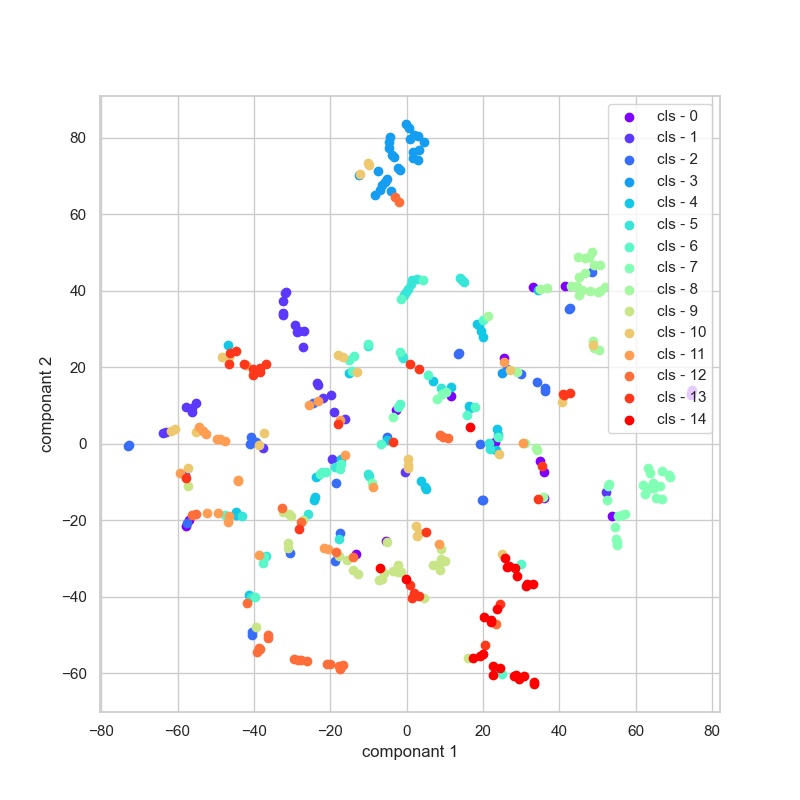 80
60
40
20
0
−20
−40
−60
−80
−60
−40
−20
0
20
40
60
80
componant 1
componant 2
cls - 0
cls - 1
cls - 2
cls - 3
cls - 4
cls - 5
cls - 6
cls - 7
cls - 8
cls - 9
cls - 10
cls - 11
cls - 12
cls - 13
cls - 14